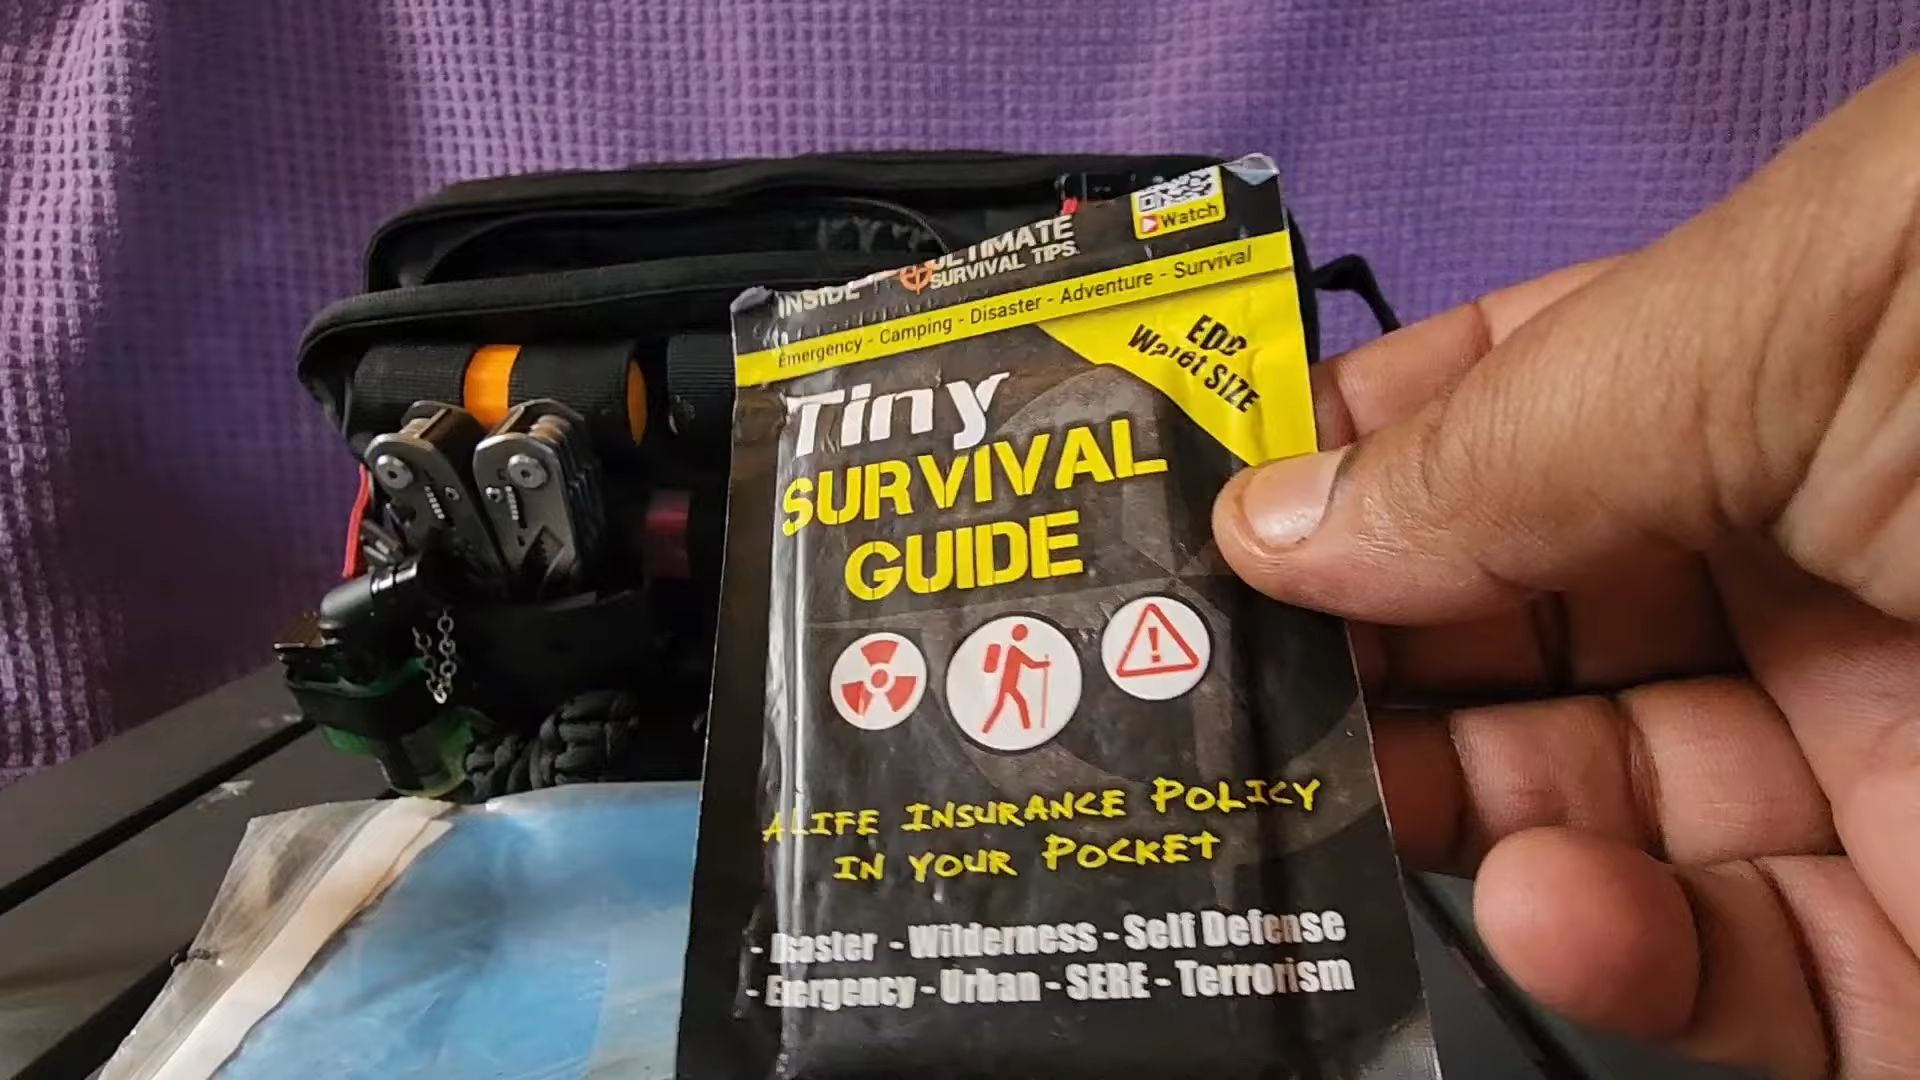 Watch
INSIDE ULTIMATE
SURVIVAL TIPS
Emergency - Camping - Disaster - Adventure - Survival
EDC
Wallet SIZE
Tiny
SURVIVAL
GUIDE
A LIFE INSURANCE POLICY
IN YOUR POCKET
- Disaster - Wilderness - Self Defense
- Emergency - Urban - SERE - Terrorism